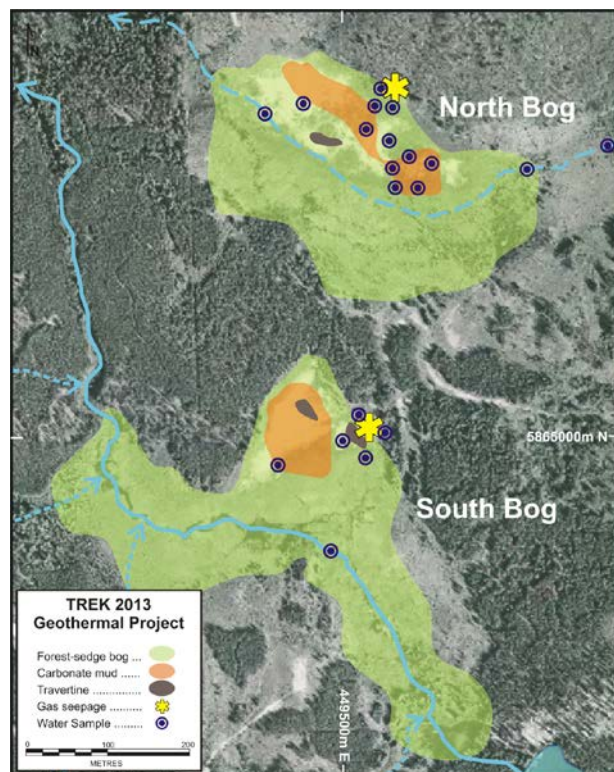 North Bog
5865000m N
South Bog
449500m E
TREK 2013
Geothermal Project
Forest-sedge bog ...
Carbonate mud ......
Travertine ...............
Gas seepage ..........
Water Sample ........
0 100 200
METRES